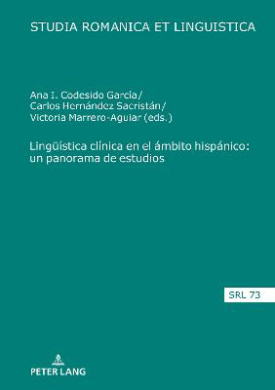 STUDIA ROMANICA ET LINGUISTICA
Ana I. Codesido García/
Carlos Hernández Sacristán/
Victoria Marrero-Aguiar (eds.)
Lingüística clínica en el ámbito hispánico:
un panorama de estudios
SRL 73
PETER LANG